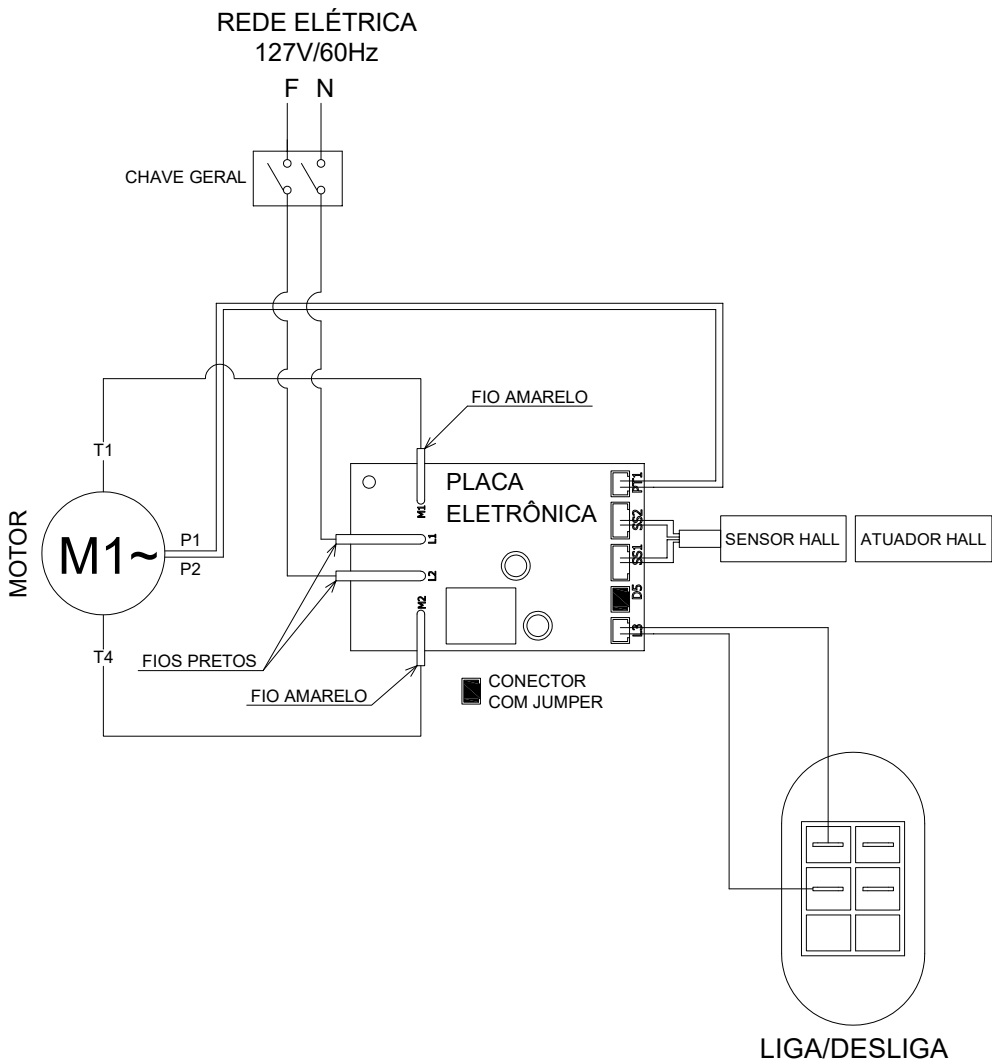 REDE ELÉTRICA
127V/60Hz
F N
CHAVE GERAL
FIO AMARELO
T1
PLACA
ELETRÔNICA
M1
PT1
SS2
SS1
D5
L3
L1
L2
M2
SENSOR HALL
ATUADOR HALL
MOTOR
M1~
P1
P2
T4
FIOS PRETOS
FIO AMARELO
CONECTOR
COM JUMPER
LIGA/DESLIGA